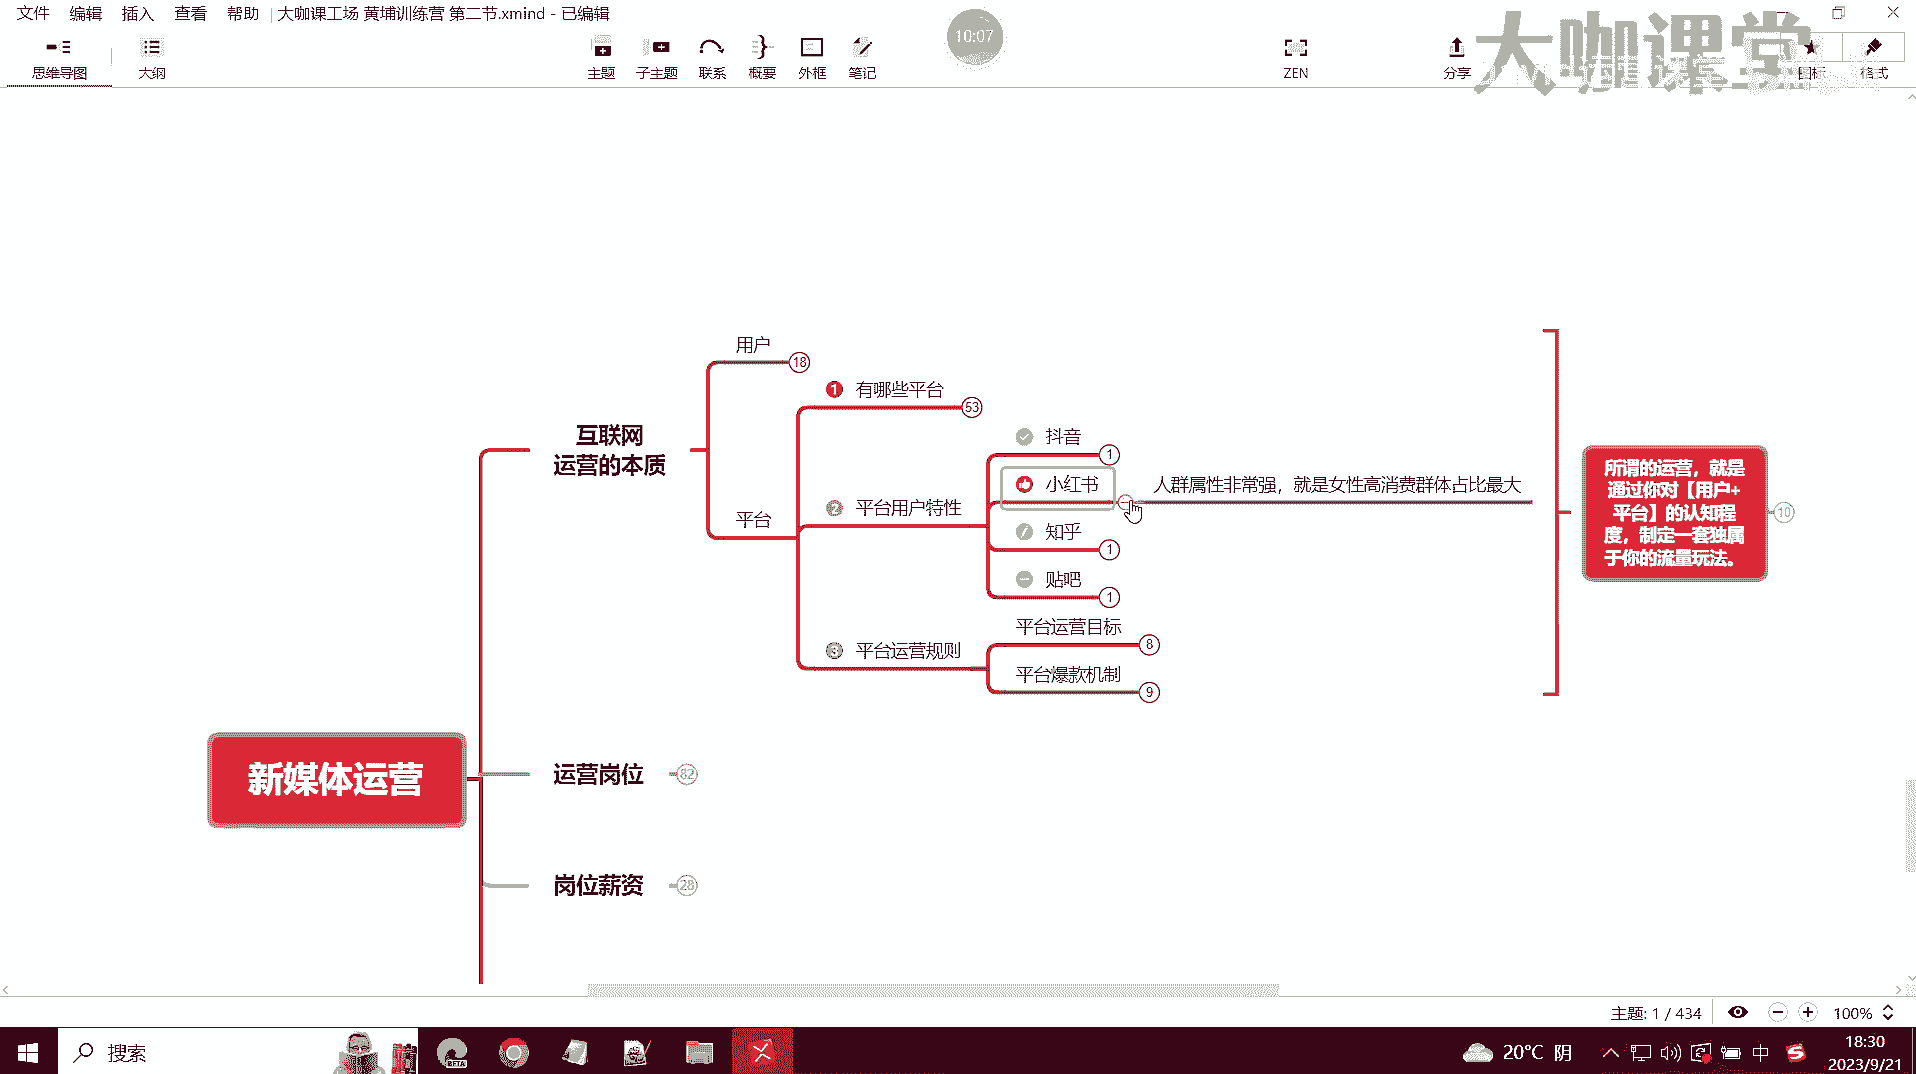 文件 编辑 插入 查看 帮助 大咖课工场 黄埔训练营 第二节.xmind - 已编辑
思维导图 大纲 主题 子主题 联系 概要 外框 笔记 10:07 ZEN 分享 图标 格式
大咖课堂
用户 18
1 有哪些平台 53
互联网
运营的本质
平台
2 平台用户特性
抖音 1
小红书 人群属性非常强，就是女性高消费群体占比最大
知乎 1
贴吧 1
3 平台运营规则
平台运营目标 8
平台爆款机制 9
所谓的运营，就是
通过你对【用户+
平台】的认知程
度，制定一套独属
于你的流量玩法。
10
新媒体运营
运营岗位 82
岗位薪资 28
主题: 1 / 434 100%
搜索 BETA 20°C 阴 中 18:30
2023/9/21